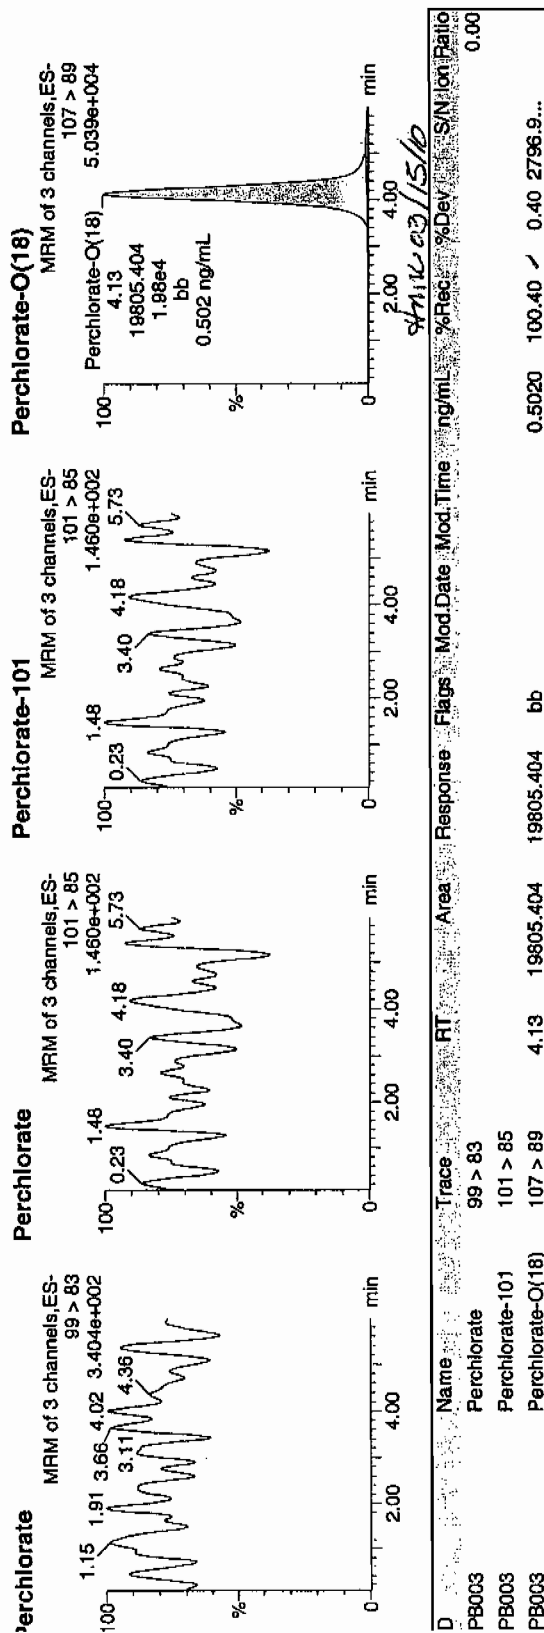 Perchlorate
MRM of 3 channels,ES-
99 > 83
3.404e+002
100
1.15
1.91
3.66
4.02
3.11
4.36
%
0
2.00
4.00
min
Perchlorate
MRM of 3 channels,ES-
101 > 85
1.460e+002
100
0.23
1.48
3.40
4.18
5.73
%
0
2.00
4.00
min
Perchlorate-101
MRM of 3 channels,ES-
101 > 85
1.460e+002
100
0.23
1.48
3.40
4.18
5.73
%
0
2.00
4.00
min
Perchlorate-O(18)
MRM of 3 channels,ES-
107 > 89
5.039e+004
100
Perchlorate-O(18)
4.13
19805.404
1.98e4
bb
0.502 ng/mL
%
0
2.00
4.00
min
03/15/10
D Name Trace RT Area Response Flags Mod.Date Mod.Time ng/mL %Rec %Dev S/N Ion Ratio
PB003 Perchlorate 99 > 83 0.00
PB003 Perchlorate-101 101 > 85
PB003 Perchlorate-O(18) 107 > 89 4.13 19805.404 19805.404 bb 0.5020 100.40 ✓ 0.40 2796.9...